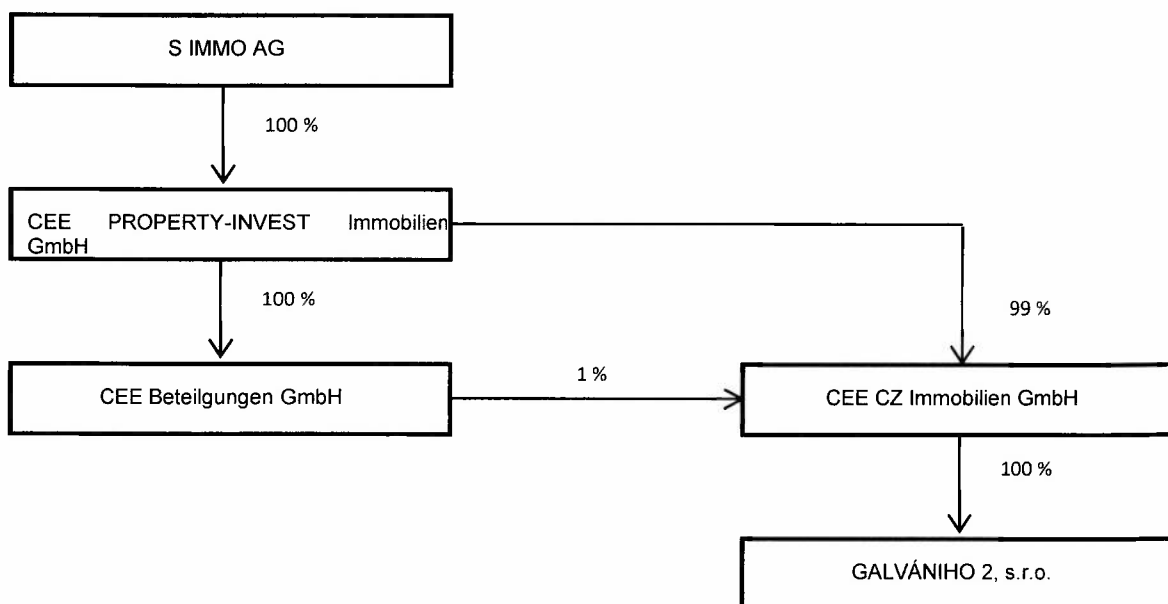 S IMMO AG
100 %
CEE PROPERTY-INVEST Immobilien
GmbH
100 %
99 %
CEE Beteilgungen GmbH
1 %
CEE CZ Immobilien GmbH
100 %
GALVÁNIHO 2, s.r.o.